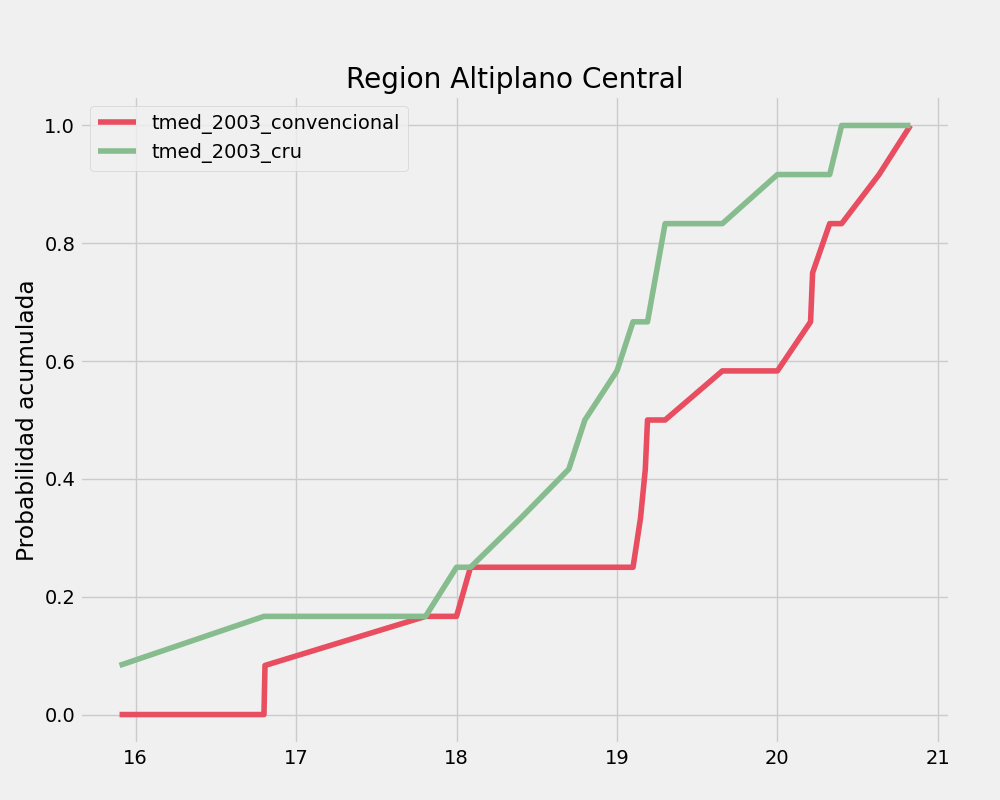 Region Altiplano Central
tmed_2003_convencional
tmed_2003_cru
Probabilidad acumulada
1.0
0.8
0.6
0.4
0.2
0.0
16 17 18 19 20 21